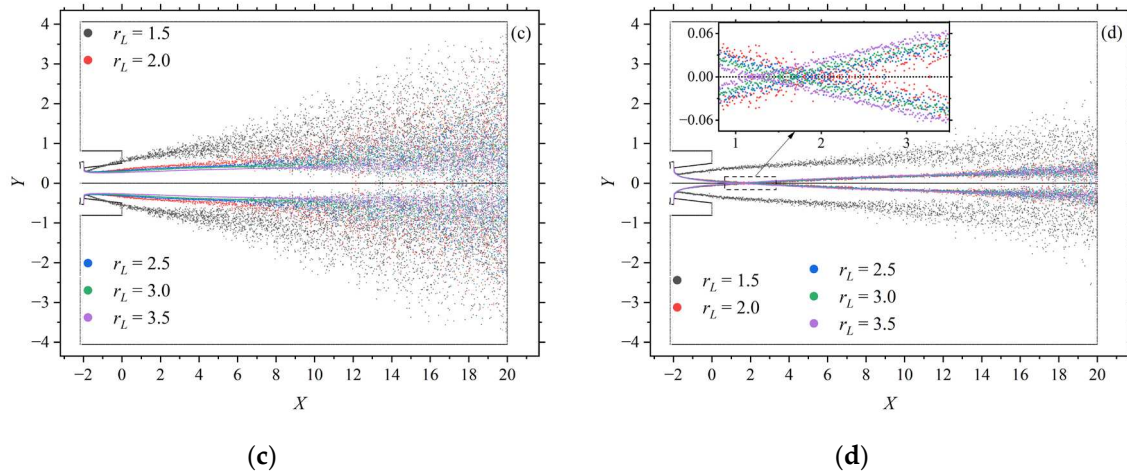 (c)
r_L = 1.5
r_L = 2.0
r_L = 2.5
r_L = 3.0
r_L = 3.5
4
3
2
1
0
−1
−2
−3
−4
Y
−2 0 2 4 6 8 10 12 14 16 18 20
X
(c)
(d)
0.06
0.00
−0.06
1 2 3
r_L = 1.5
r_L = 2.0
r_L = 2.5
r_L = 3.0
r_L = 3.5
4
3
2
1
0
−1
−2
−3
−4
Y
−2 0 2 4 6 8 10 12 14 16 18 20
X
(d)